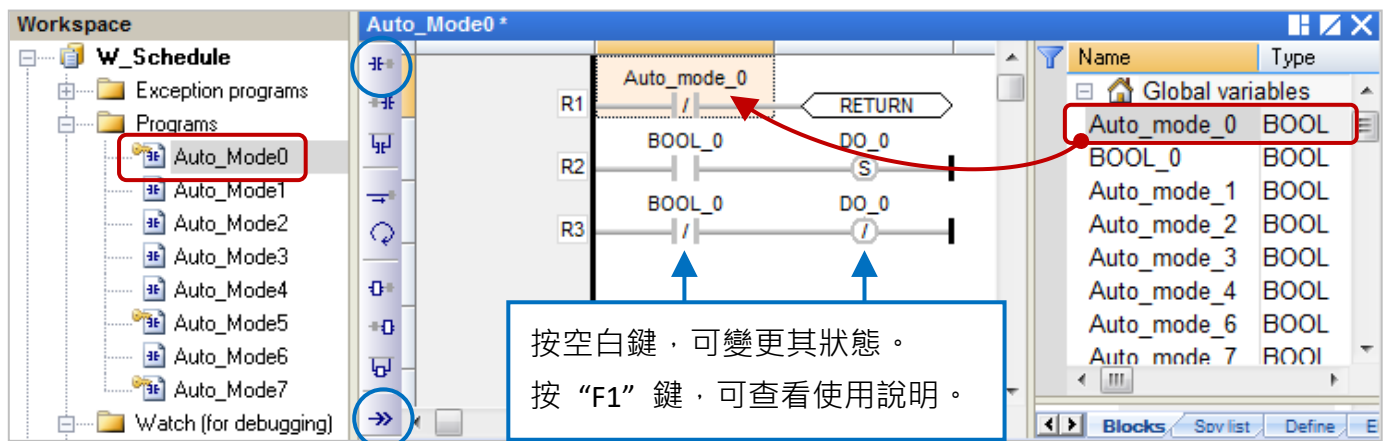 Workspace
W_Schedule
Exception programs
Programs
Auto_Mode0
Auto_Mode1
Auto_Mode2
Auto_Mode3
Auto_Mode4
Auto_Mode5
Auto_Mode6
Auto_Mode7
Watch (for debugging)
Auto_Mode0 *
Auto_mode_0
R1 / RETURN
BOOL_0 DO_0
R2 S
BOOL_0 DO_0
R3 / /
按空白鍵，可變更其狀態。
按 “F1” 鍵，可查看使用說明。
Name Type
Global variables
Auto_mode_0 BOOL
BOOL_0 BOOL
Auto_mode_1 BOOL
Auto_mode_2 BOOL
Auto_mode_3 BOOL
Auto_mode_4 BOOL
Auto_mode_6 BOOL
Auto_mode_7 BOOL
Blocks Spy list Define E